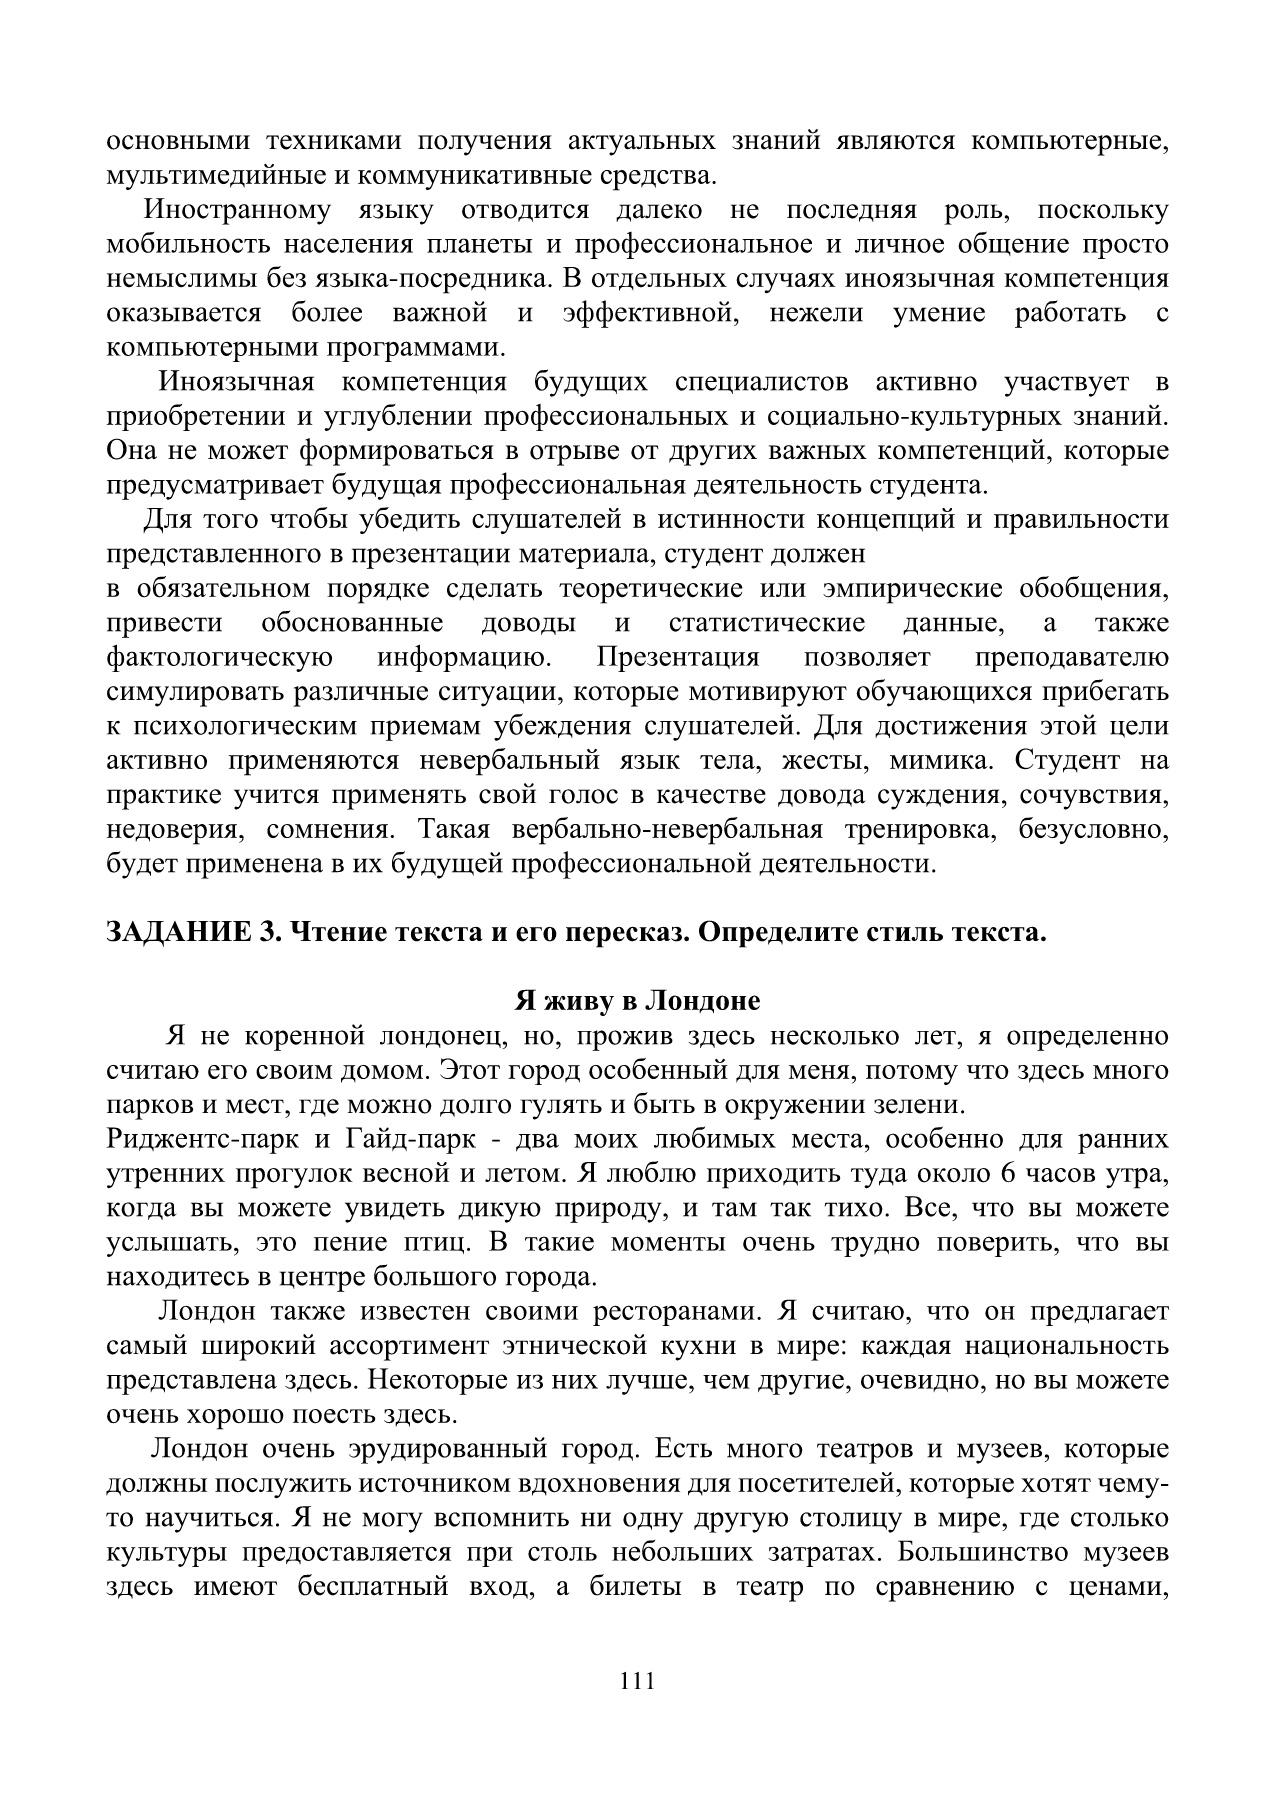 основными техниками получения актуальных знаний являются компьютерные,
мультимедийные и коммуникативные средства.
Иностранному языку отводится далеко не последняя роль, поскольку
мобильность населения планеты и профессиональное и личное общение просто
немыслимы без языка-посредника. В отдельных случаях иноязычная компетенция
оказывается более важной и эффективной, нежели умение работать с
компьютерными программами.
Иноязычная компетенция будущих специалистов активно участвует в
приобретении и углублении профессиональных и социально-культурных знаний.
Она не может формироваться в отрыве от других важных компетенций, которые
предусматривает будущая профессиональная деятельность студента.
Для того чтобы убедить слушателей в истинности концепций и правильности
представленного в презентации материала, студент должен
в обязательном порядке сделать теоретические или эмпирические обобщения,
привести обоснованные доводы и статистические данные, а также
фактологическую информацию. Презентация позволяет преподавателю
симулировать различные ситуации, которые мотивируют обучающихся прибегать
к психологическим приемам убеждения слушателей. Для достижения этой цели
активно применяются невербальный язык тела, жесты, мимика. Студент на
практике учится применять свой голос в качестве довода суждения, сочувствия,
недоверия, сомнения. Такая вербально-невербальная тренировка, безусловно,
будет применена в их будущей профессиональной деятельности.
ЗАДАНИЕ 3. Чтение текста и его пересказ. Определите стиль текста.
Я живу в Лондоне
Я не коренной лондонец, но, прожив здесь несколько лет, я определенно
считаю его своим домом. Этот город особенный для меня, потому что здесь много
парков и мест, где можно долго гулять и быть в окружении зелени.
Риджентс-парк и Гайд-парк - два моих любимых места, особенно для ранних
утренних прогулок весной и летом. Я люблю приходить туда около 6 часов утра,
когда вы можете увидеть дикую природу, и там так тихо. Все, что вы можете
услышать, это пение птиц. В такие моменты очень трудно поверить, что вы
находитесь в центре большого города.
Лондон также известен своими ресторанами. Я считаю, что он предлагает
самый широкий ассортимент этнической кухни в мире: каждая национальность
представлена здесь. Некоторые из них лучше, чем другие, очевидно, но вы можете
очень хорошо поесть здесь.
Лондон очень эрудированный город. Есть много театров и музеев, которые
должны послужить источником вдохновения для посетителей, которые хотят чему-
то научиться. Я не могу вспомнить ни одну другую столицу в мире, где столько
культуры предоставляется при столь небольших затратах. Большинство музеев
здесь имеют бесплатный вход, а билеты в театр по сравнению с ценами,
111